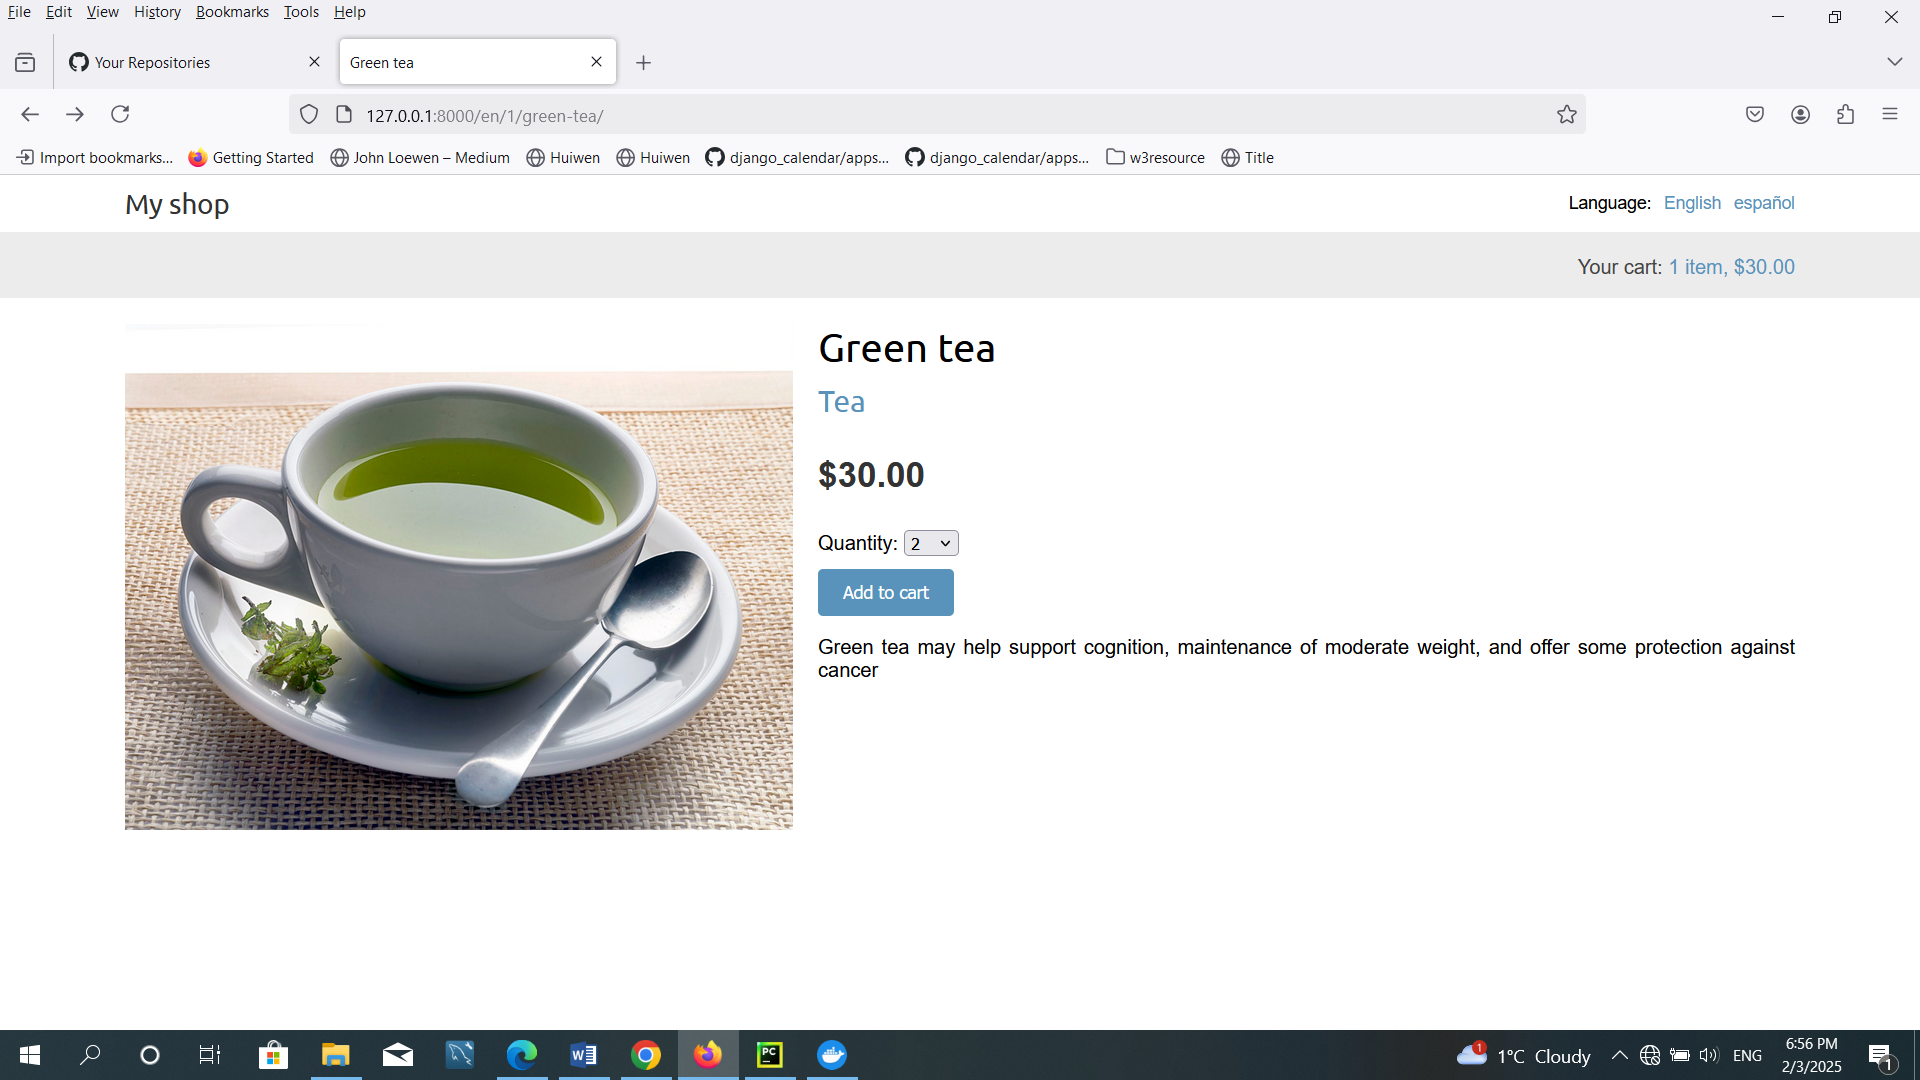 File Edit View History Bookmarks Tools Help
Your Repositories
Green tea
127.0.0.1:8000/en/1/green-tea/
Import bookmarks... Getting Started John Loewen – Medium Huiwen Huiwen django_calendar/apps... django_calendar/apps... w3resource Title
My shop
Language: English español
Your cart: 1 item, $30.00
Green tea
Tea
$30.00
Quantity: 2
Add to cart
Green tea may help support cognition, maintenance of moderate weight, and offer some protection against
cancer
1 1°C Cloudy ENG
6:56 PM
2/3/2025
1
PC
W